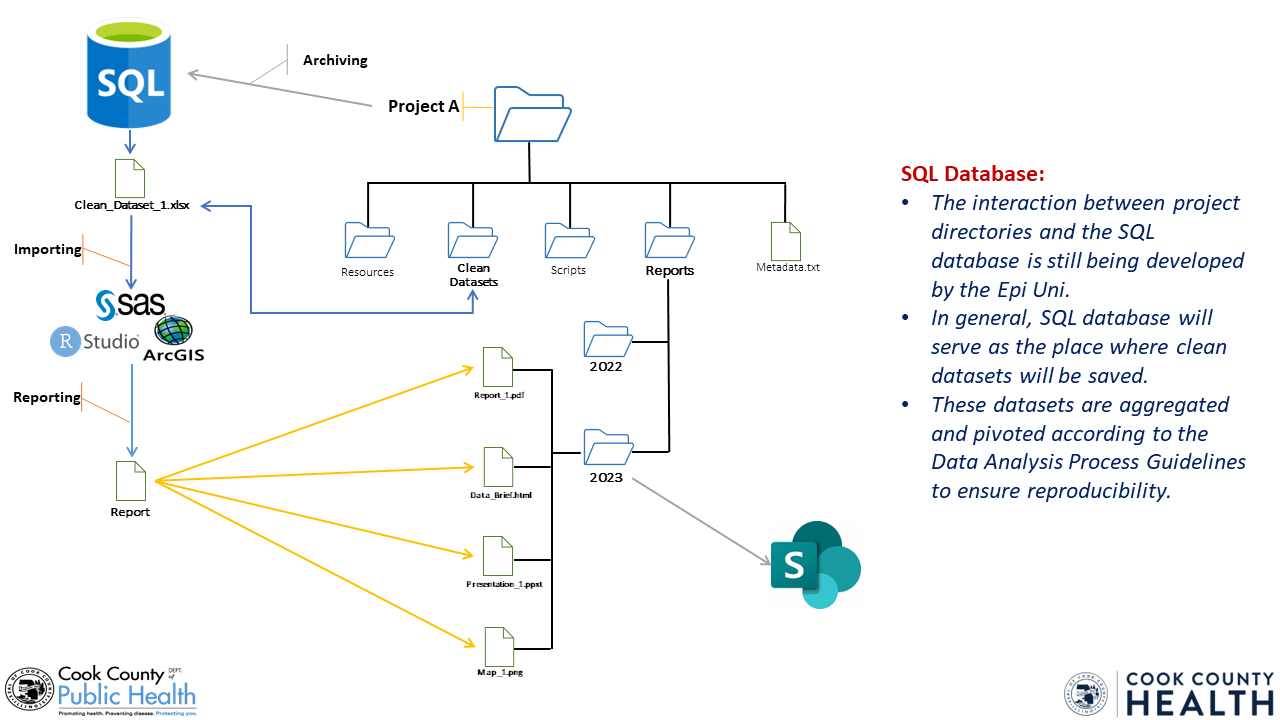 SQL
Archiving
Project A
Clean_Dataset_1.xlsx
Importing
Resources
Clean
Datasets
Scripts
Reports
Metadata.txt
sas
R Studio
ArcGIS
2022
Reporting
Report_1.pdf
2023
Data_Brief.html
Report
Presentation_1.ppxt
S
Map_1.png
SQL Database:
• The interaction between project
directories and the SQL
database is still being developed
by the Epi Uni.
• In general, SQL database will
serve as the place where clean
datasets will be saved.
• These datasets are aggregated
and pivoted according to the
Data Analysis Process Guidelines
to ensure reproducibility.
Cook County DEPT. of
Public Health
Promoting health. Preventing disease. Protecting you.
COOK COUNTY
HEALTH